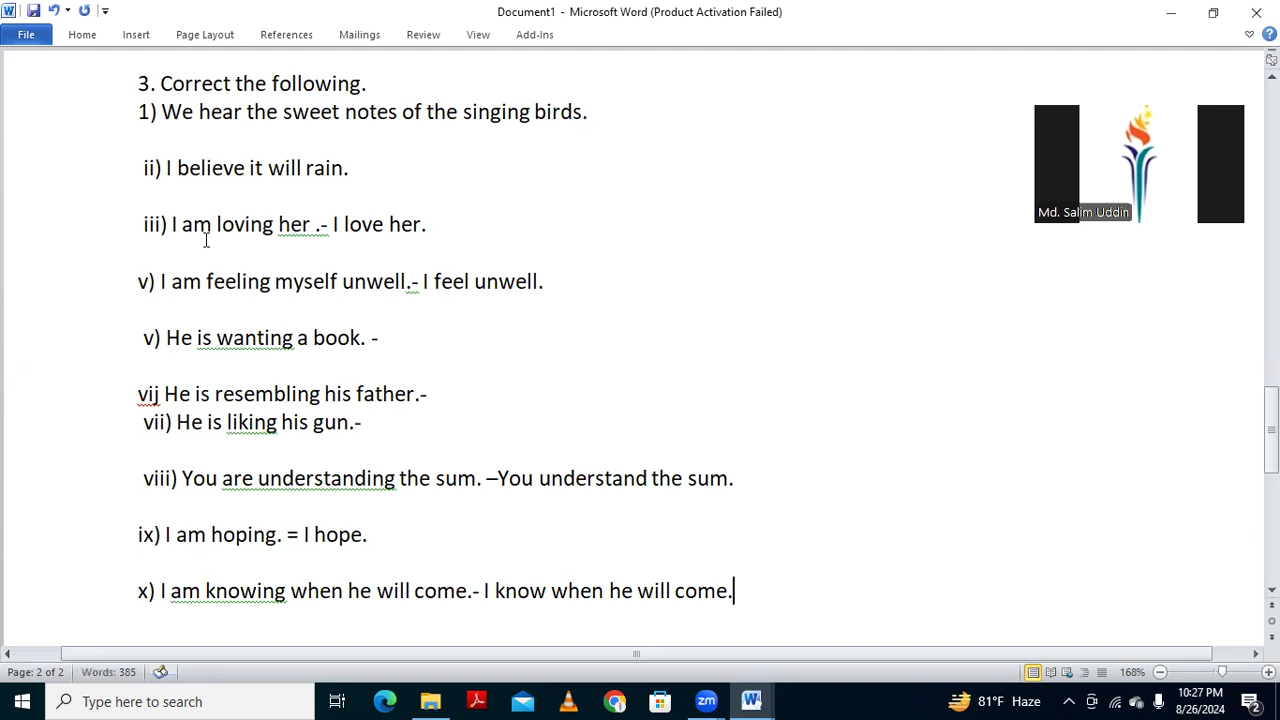 Document1 - Microsoft Word (Product Activation Failed)
File Home Insert Page Layout References Mailings Review View Add-Ins
3. Correct the following.
1) We hear the sweet notes of the singing birds.
ii) I believe it will rain.
iii) I am loving her .- I love her.
v) I am feeling myself unwell.- I feel unwell.
v) He is wanting a book. -
vij He is resembling his father.-
vii) He is liking his gun.-
viii) You are understanding the sum. –You understand the sum.
ix) I am hoping. = I hope.
x) I am knowing when he will come.- I know when he will come.
Md. Salim Uddin
Page: 2 of 2 Words: 385 168%
Type here to search 81°F Haze 10:27 PM
8/26/2024 2